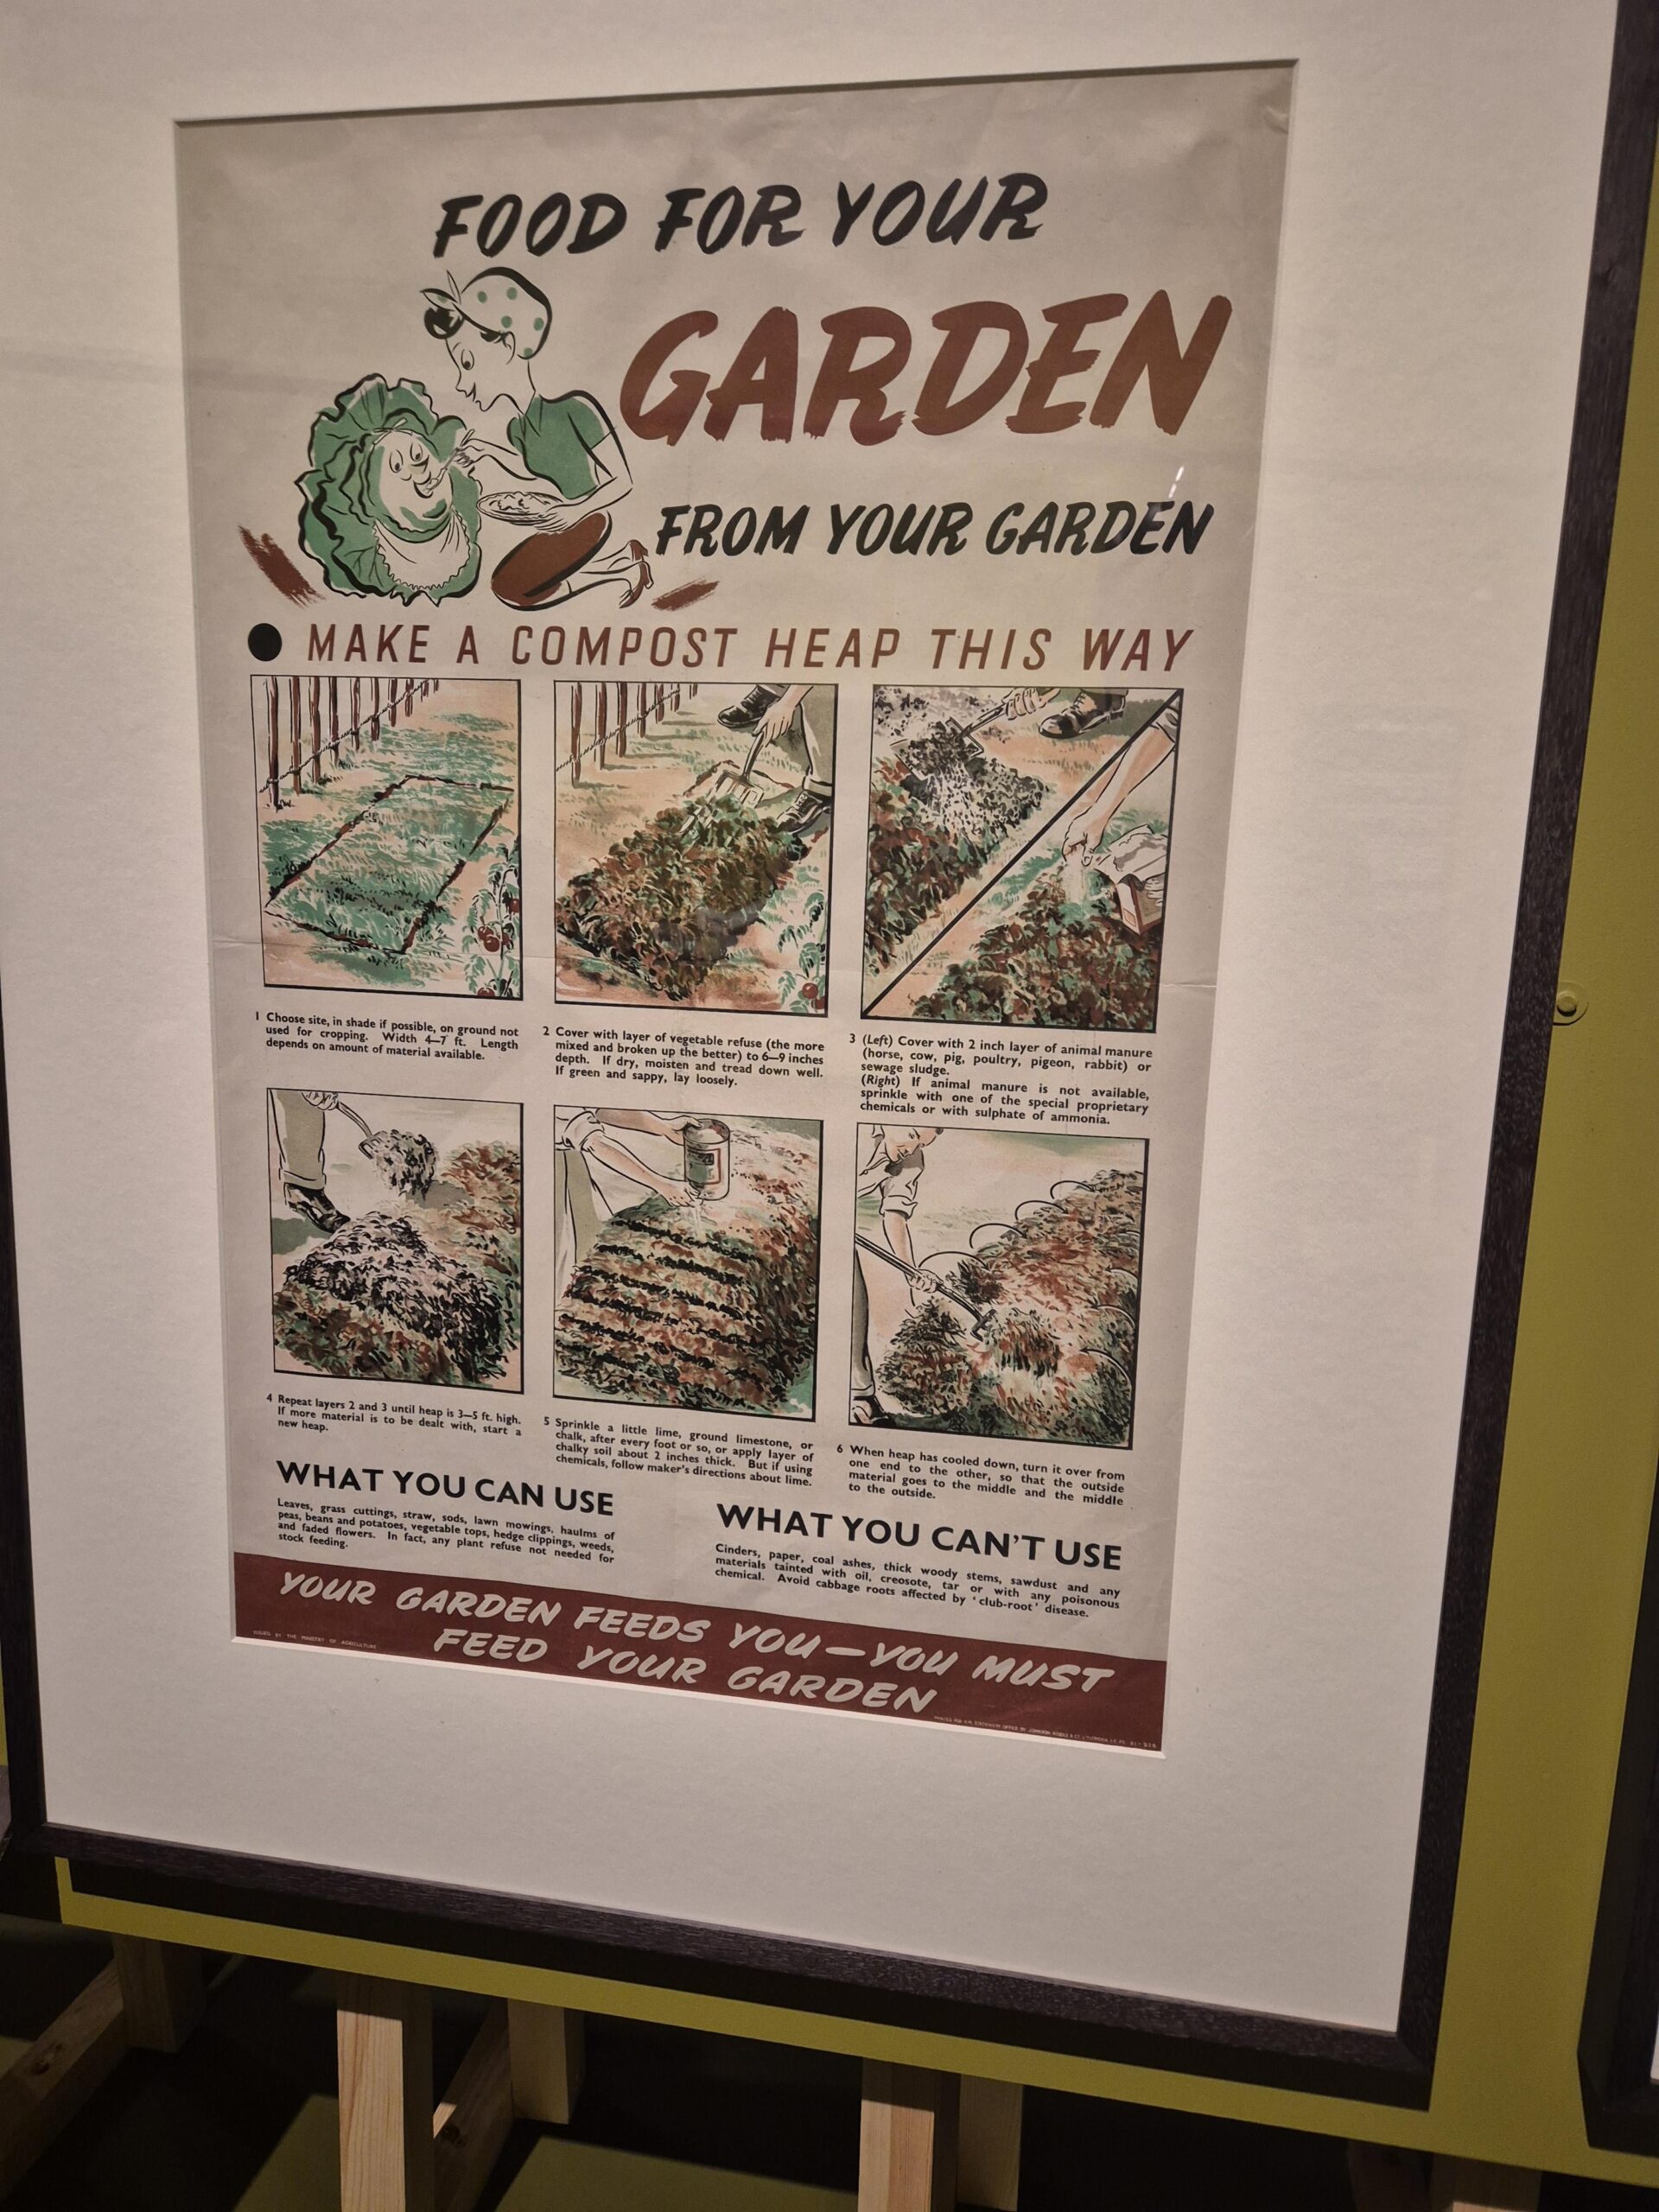 FOOD FOR YOUR
GARDEN
FROM YOUR GARDEN
● MAKE A COMPOST HEAP THIS WAY
1 Choose site, in shade if possible, on ground not
used for cropping. Width 4—7 ft. Length
depends on amount of material available.
2 Cover with layer of vegetable refuse (the more
mixed and broken up the better) to 6—9 inches
depth. If dry, moisten and tread down well.
If green and sappy, lay loosely.
3 (Left) Cover with 2 inch layer of animal manure
(horse, cow, pig, poultry, pigeon, rabbit) or
sewage sludge.
(Right) If animal manure is not available,
sprinkle with one of the special proprietary
chemicals or with sulphate of ammonia.
4 Repeat layers 2 and 3 until heap is 3—5 ft. high.
If more material is to be dealt with, start a
new heap.
5 Sprinkle a little lime, ground limestone, or
chalk, after every foot or so, or apply layer of
chalky soil about 2 inches thick. But if using
chemicals, follow maker's directions about lime.
6 When heap has cooled down, turn it over from
one end to the other, so that the outside
material goes to the middle and the middle
to the outside.
WHAT YOU CAN USE
Leaves, grass cuttings, straw, sods, lawn mowings, haulms of
peas, beans and potatoes, vegetable tops, hedge clippings, weeds,
and faded flowers. In fact, any plant refuse not needed for
stock feeding.
WHAT YOU CAN'T USE
Cinders, paper, coal ashes, thick woody stems, sawdust and any
materials tainted with oil, creosote, tar or with any poisonous
chemical. Avoid cabbage roots affected by 'club-root' disease.
YOUR GARDEN FEEDS YOU—YOU MUST
FEED YOUR GARDEN
ISSUED BY THE MINISTRY OF AGRICULTURE
PRINTED FOR H.M. STATIONERY OFFICE BY